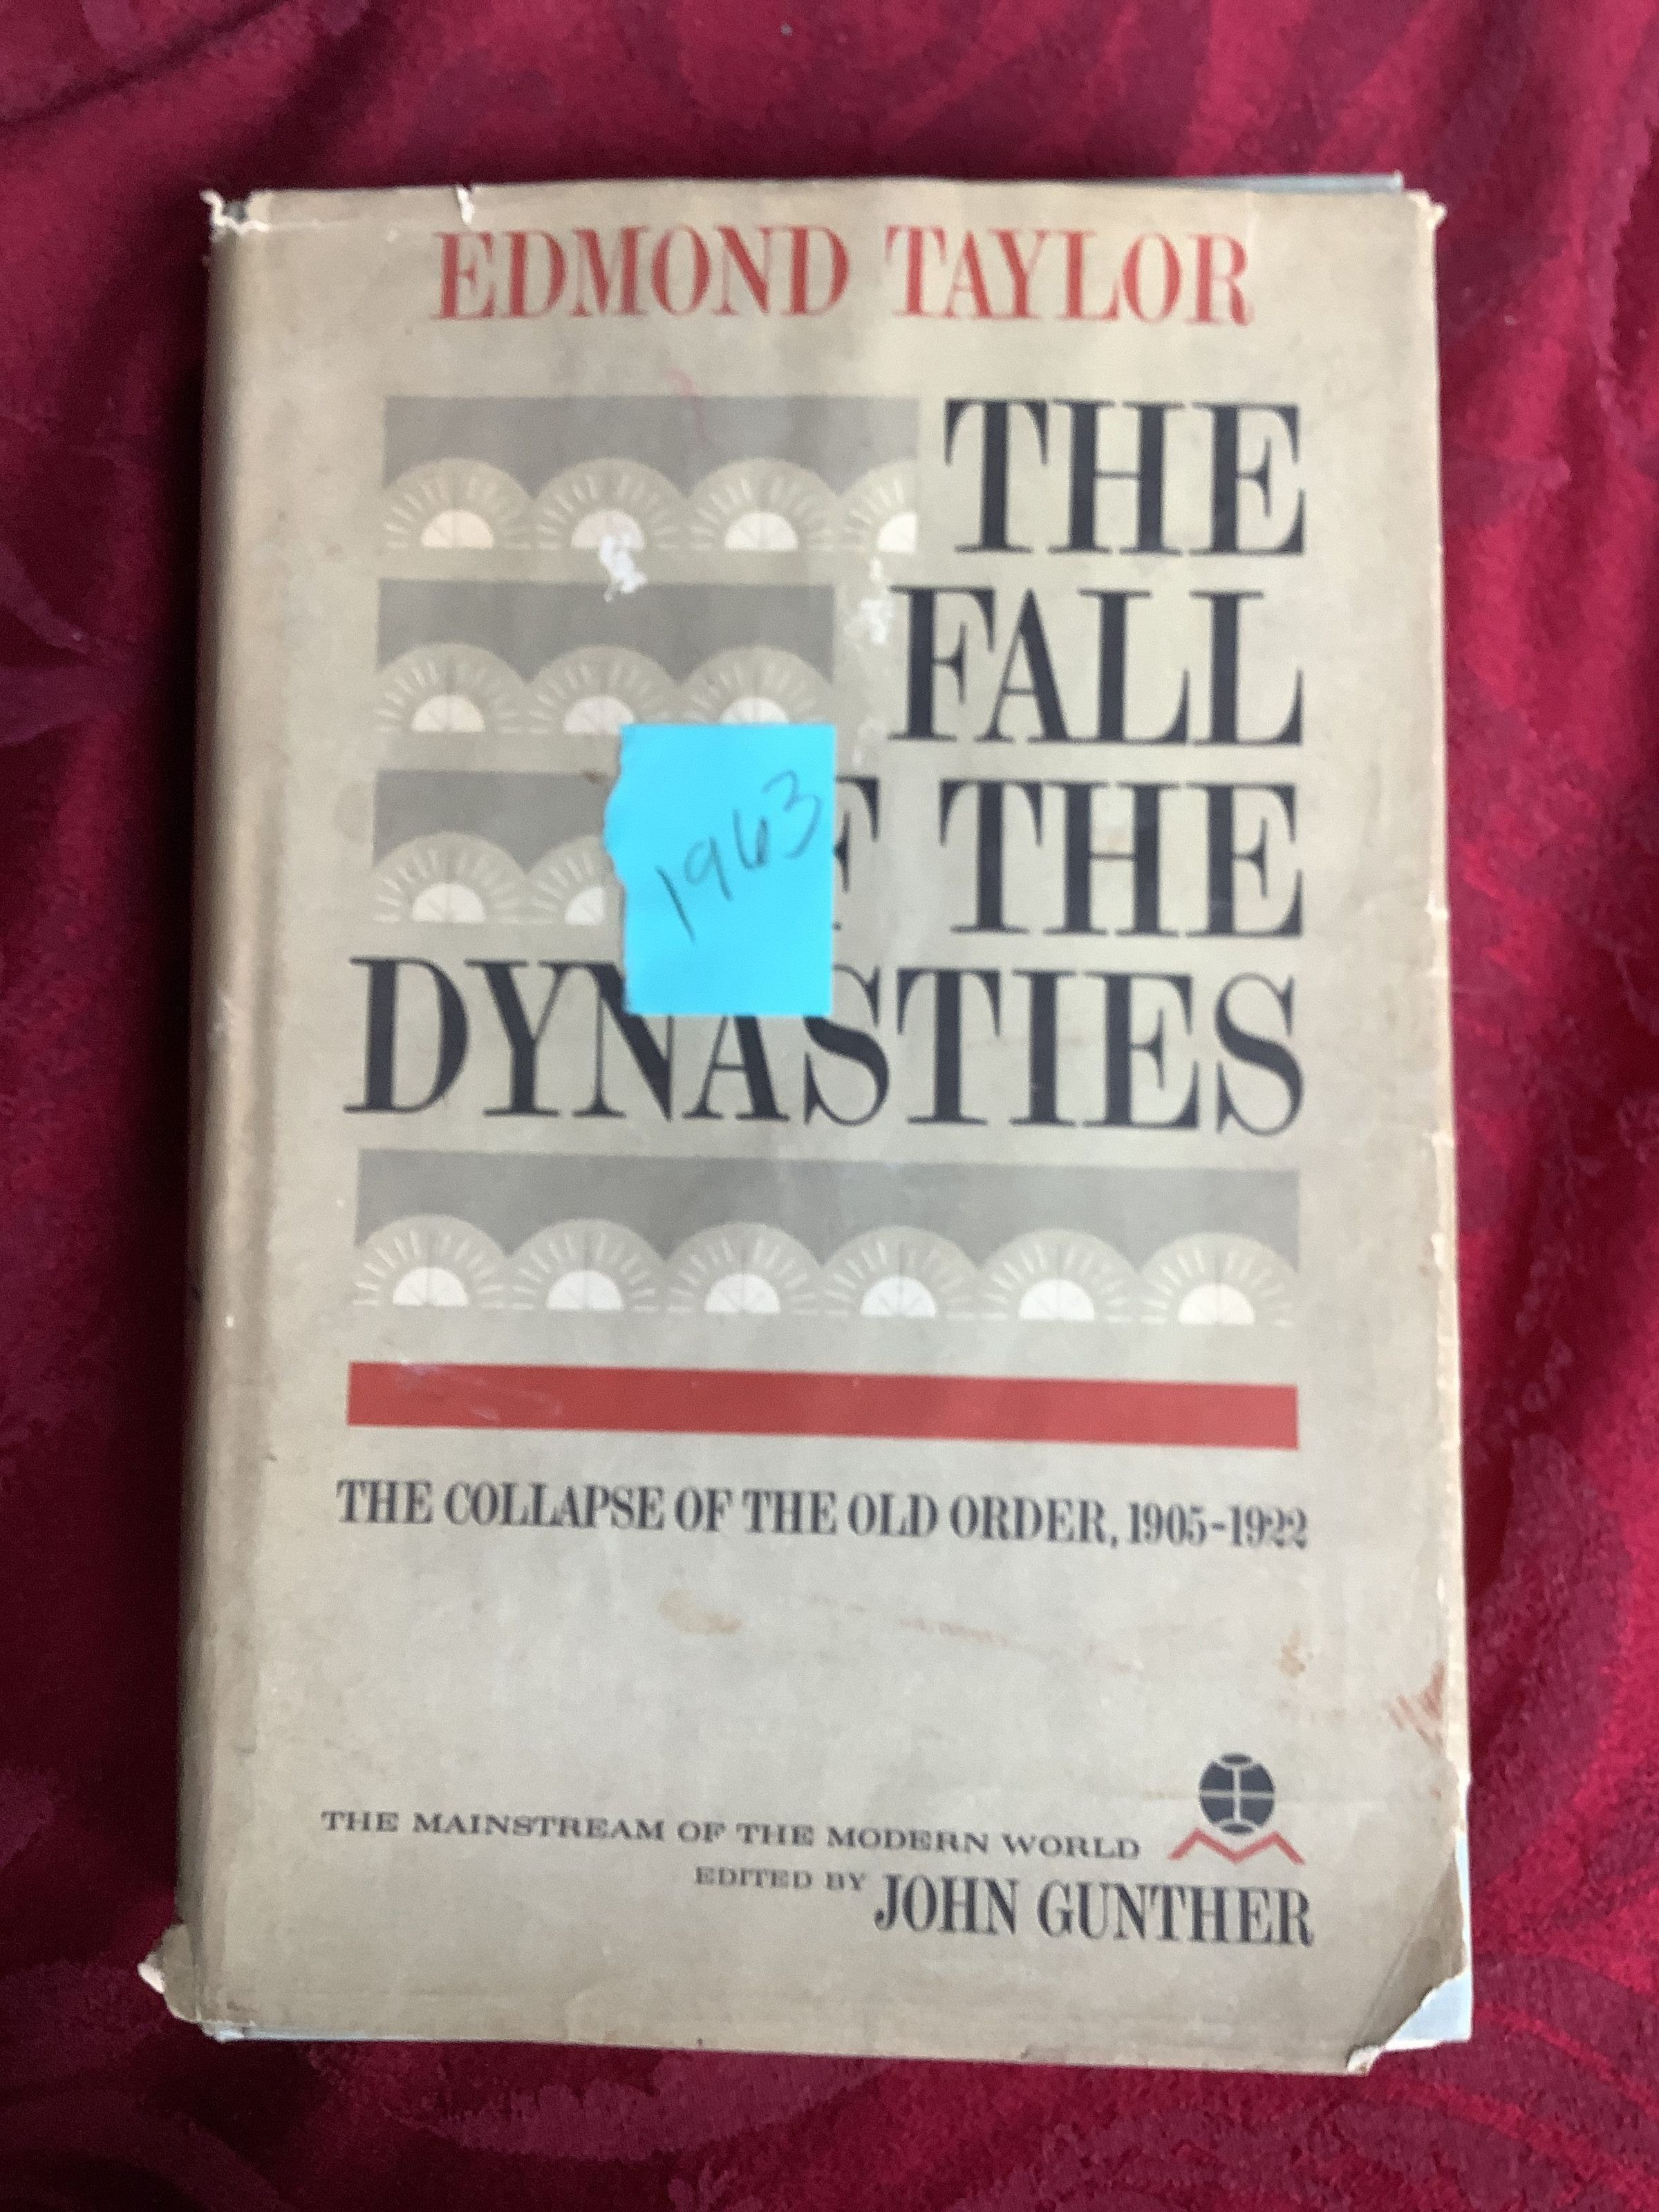 EDMOND TAYLOR
THE
FALL
F THE
1963
DYNASTIES
THE COLLAPSE OF THE OLD ORDER, 1905-1922
THE MAINSTREAM OF THE MODERN WORLD
EDITED BY JOHN GUNTHER